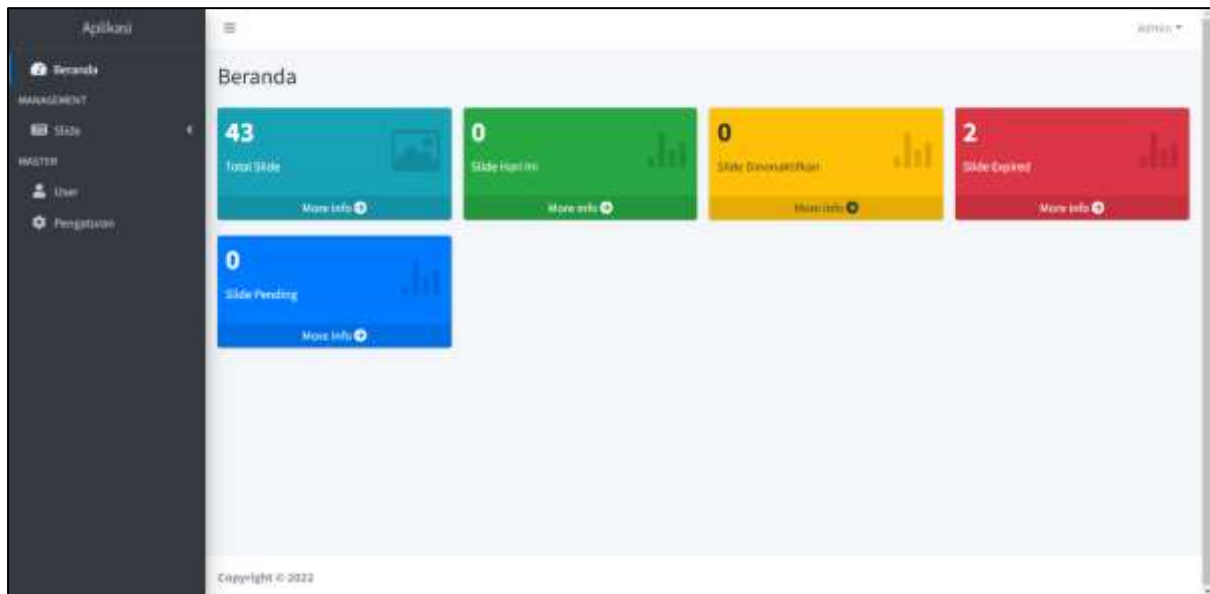 Aplikasi
Admin
Beranda
MANAGEMENT
Slide
MASTER
User
Pengaturan
Beranda
43
Total Slide
More info
0
Slide Hari Ini
More info
0
Slide Dinonaktifkan
More info
2
Slide Expired
More info
0
Slide Pending
More info
Copyright © 2022